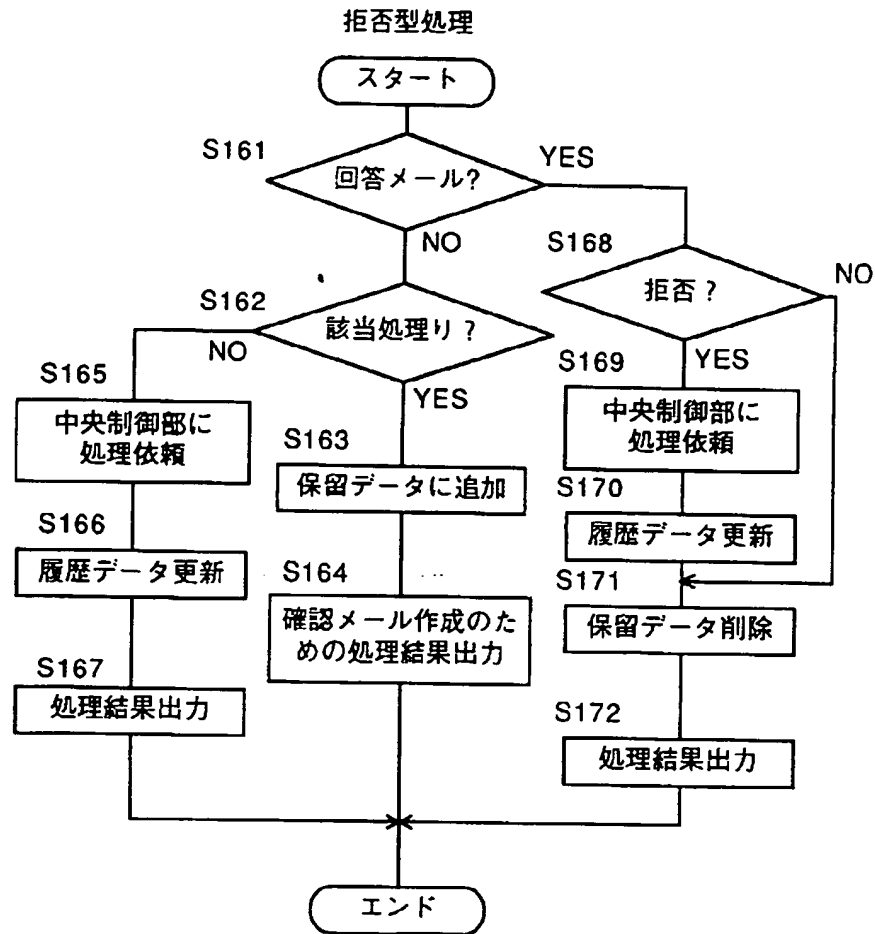 拒否型処理
スタート
S161
回答メール?
YES
NO
S168
拒否?
NO
YES
S162
該当処理り?
NO
YES
S165
中央制御部に
処理依頼
S163
保留データに追加
S169
中央制御部に
処理依頼
S166
履歴データ更新
S164
確認メール作成のた
めの処理結果出力
S170
履歴データ更新
S171
保留データ削除
S167
処理結果出力
S172
処理結果出力
エンド